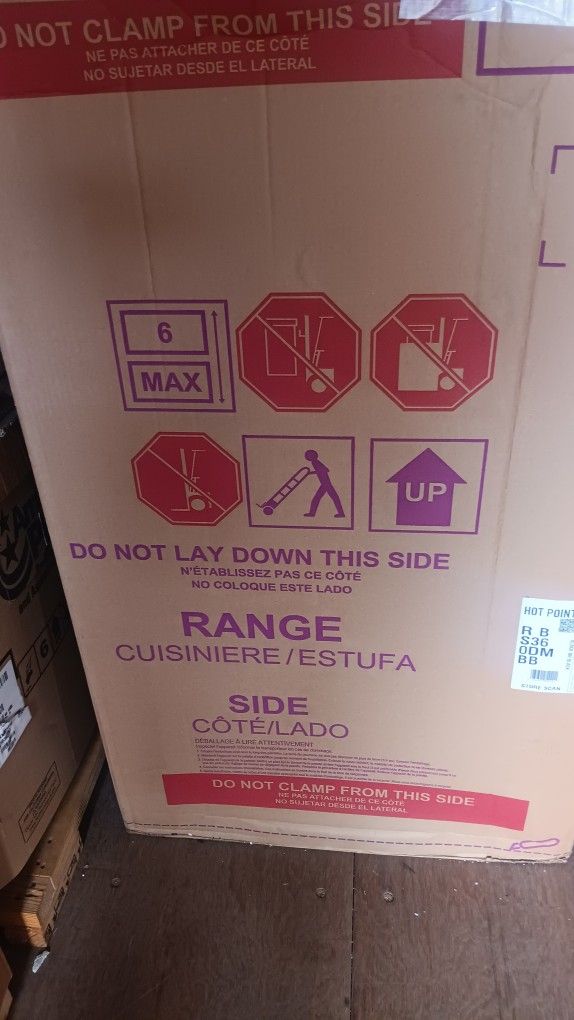 O NOT CLAMP FROM THIS SIDE
NE PAS ATTACHER DE CE CÔTÉ
NO SUJETAR DESDE EL LATERAL
6
MAX
UP
DO NOT LAY DOWN THIS SIDE
N'ÉTABLISSEZ PAS CE CÔTÉ
NO COLOQUE ESTE LADO
RANGE
CUISINIERE/ESTUFA
HOT POINT
R B
S36
0DM
BB
STORE SCAN
SIDE
CÔTÉ/LADO
DÉBALLAGE À LIRE ATTENTIVEMENT
DO NOT CLAMP FROM THIS SIDE
NE PAS ATTACHER DE CE CÔTÉ
NO SUJETAR DESDE EL LATERAL